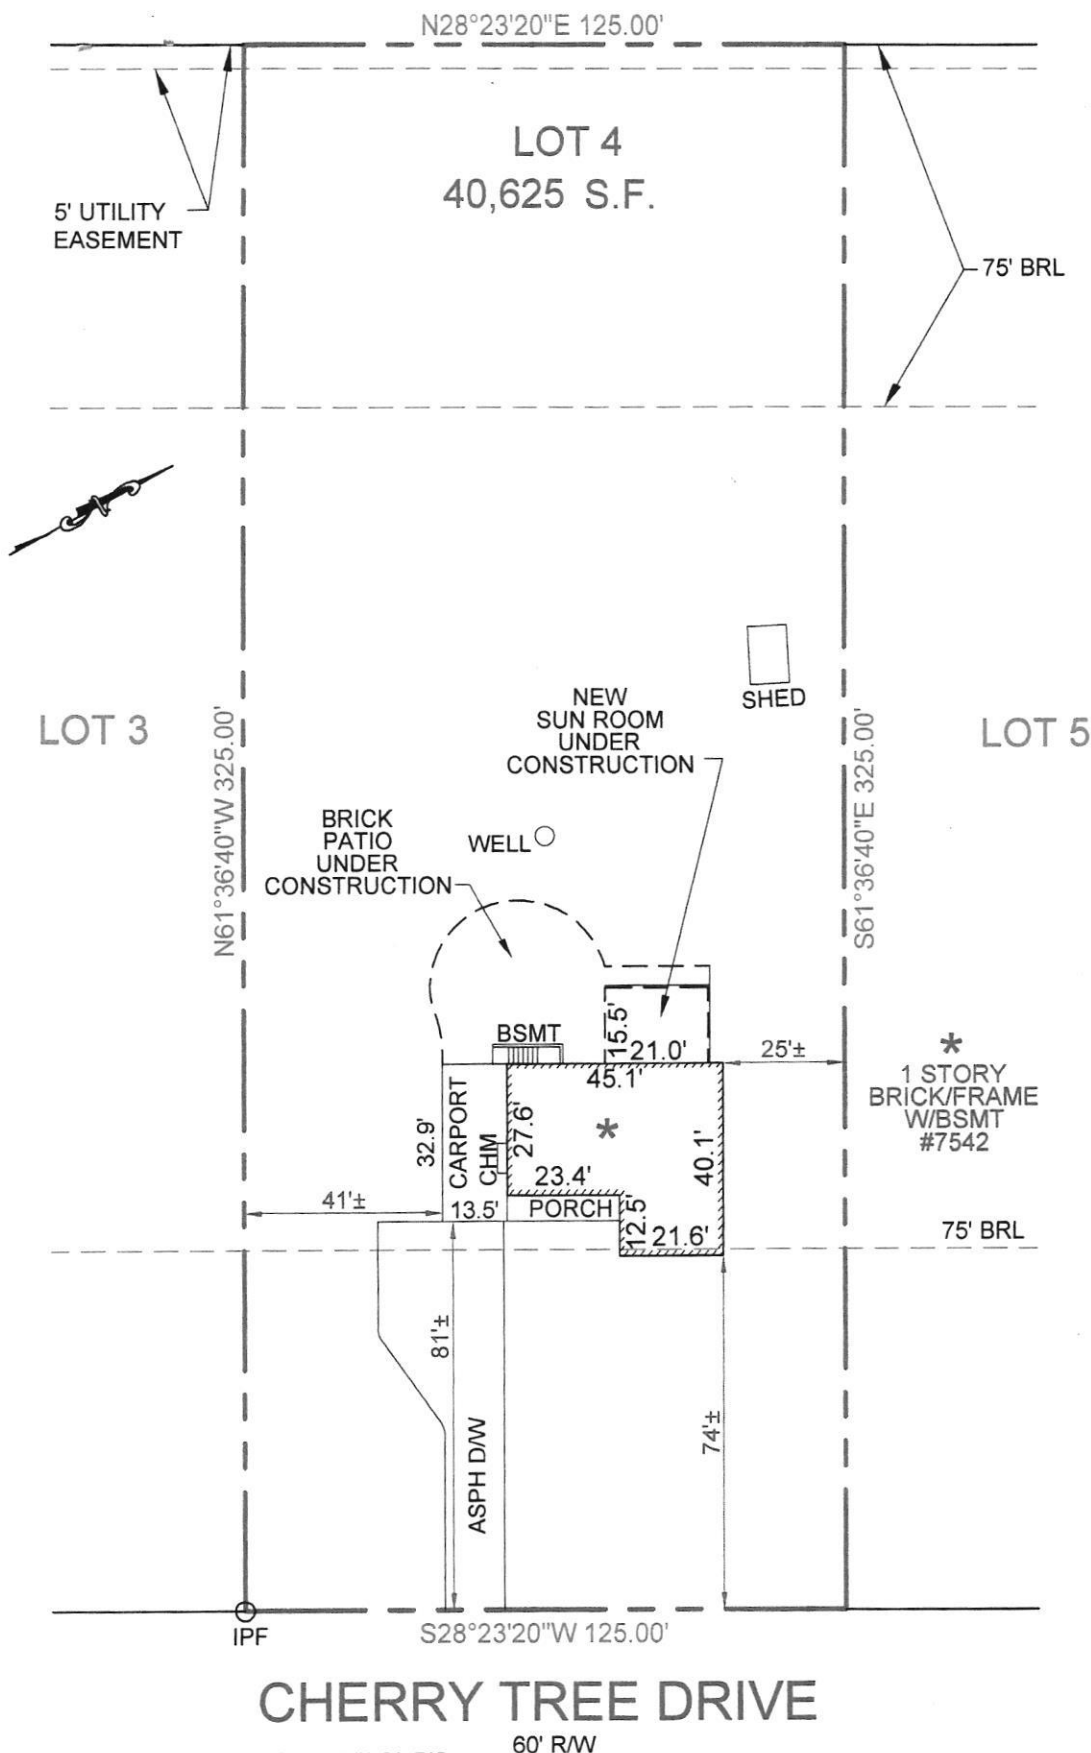 N28°23'20"E 125.00'
LOT 4
40,625 S.F.
5' UTILITY
EASEMENT
75' BRL
LOT 3
N61°36'40"W 325.00'
SHED
NEW
SUN ROOM
UNDER
CONSTRUCTION
LOT 5
S61°36'40"E 325.00'
BRICK
PATIO
UNDER
CONSTRUCTION
WELL
BSMT
15.5'
21.0'
45.1'
25'±
*
1 STORY
BRICK/FRAME
W/BSMT
#7542
32.9'
CARPORT
CHM
27.6'
*
40.1'
23.4'
41'±
13.5'
PORCH
12.5'
21.6'
75' BRL
81'±
74'±
ASPH D/W
IPF
S28°23'20"W 125.00'
CHERRY TREE DRIVE
60' R/W